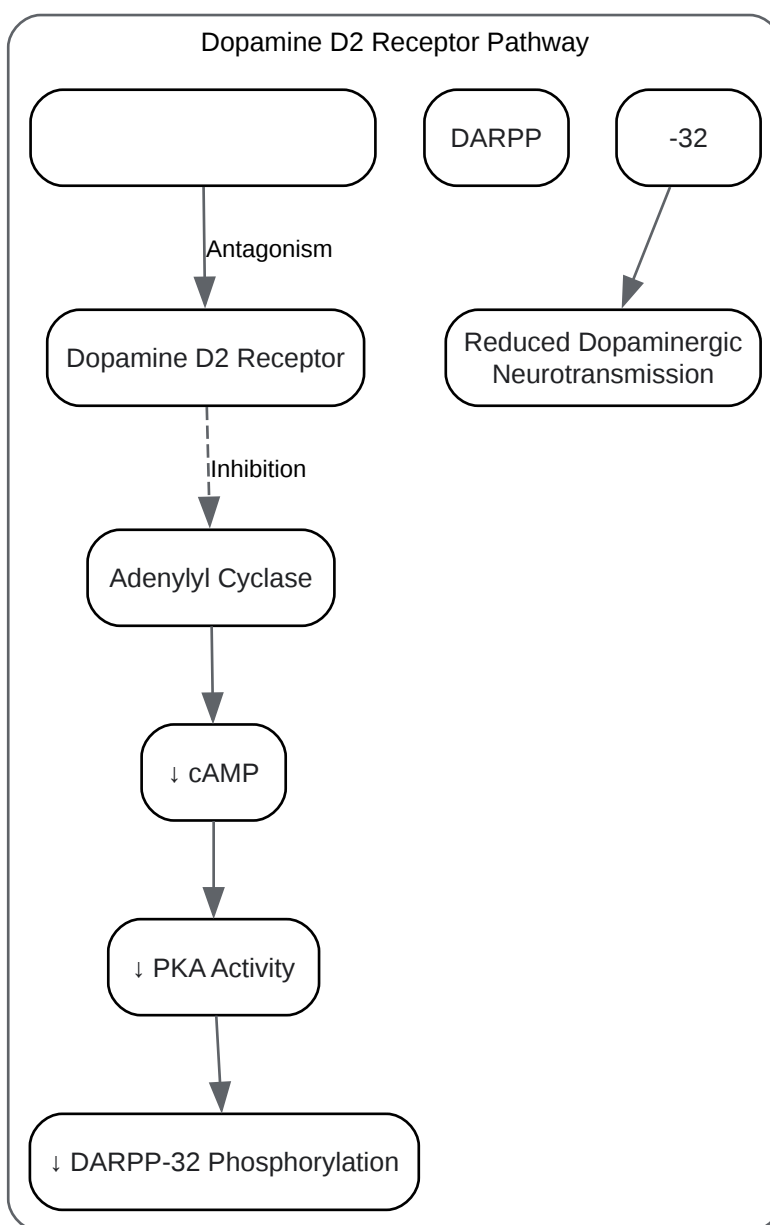 Dopamine D2 Receptor Pathway
DARPP
-32
Antagonism
Dopamine D2 Receptor
Reduced Dopaminergic
Neurotransmission
Inhibition
Adenylyl Cyclase
↓ cAMP
↓ PKA Activity
↓ DARPP-32 Phosphorylation